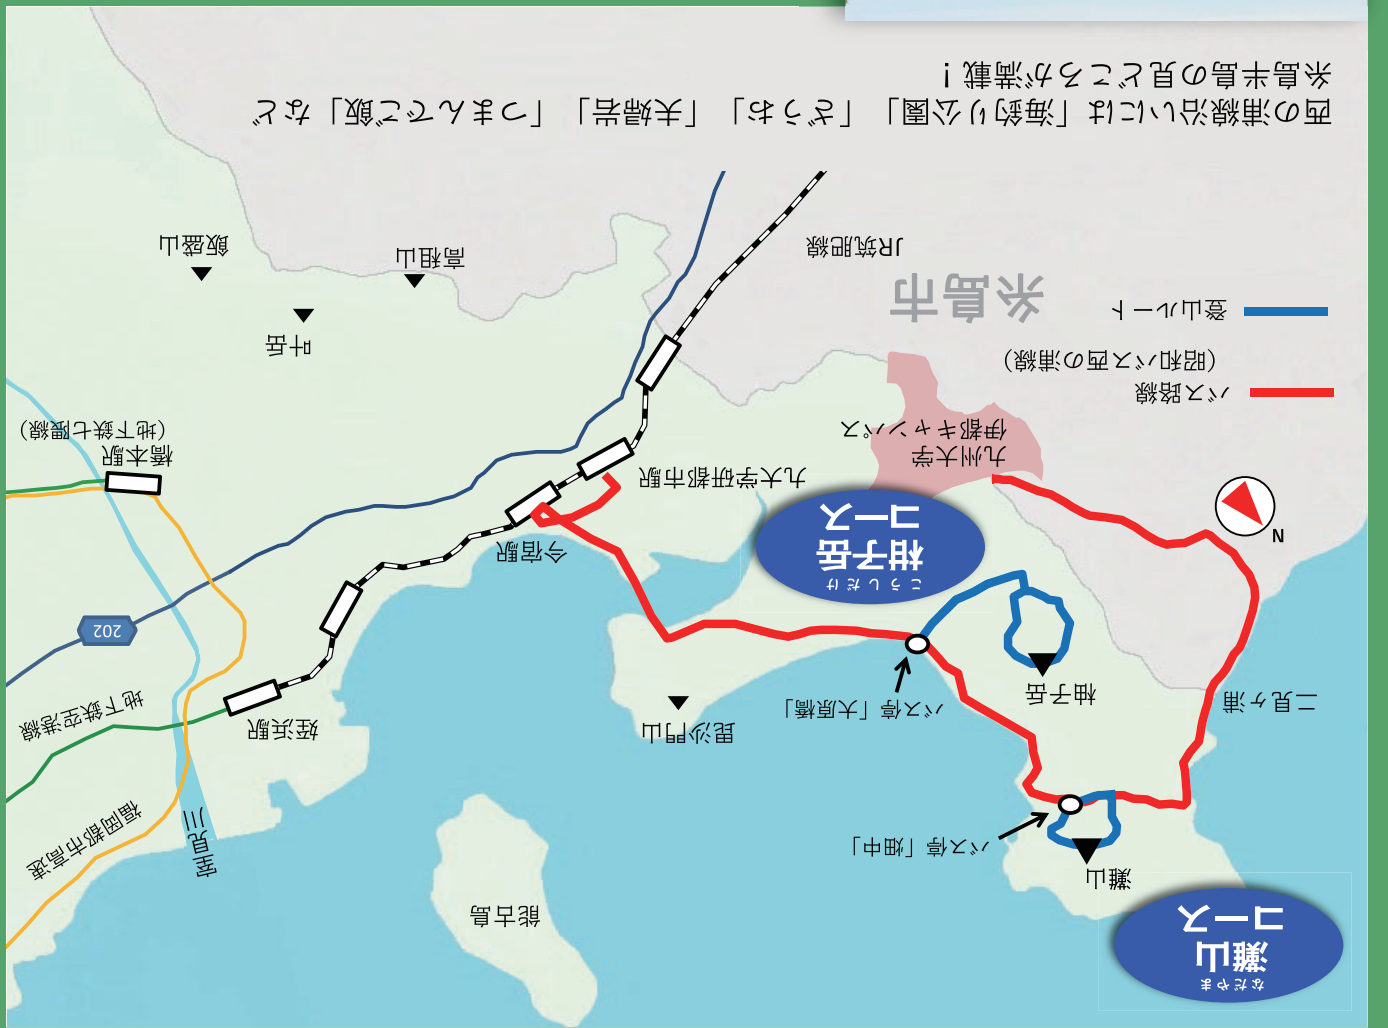 なだやま
灘山
コース
灘山
バス停「畑中」
能古島
室見川
福岡都市高速
地下鉄空港線
姪浜駅
毘沙門山
バス停「大原橋」
柑子岳
二見ヶ浦
202
こうしだけ
柑子岳
コース
今宿駅
九大学研都市駅
N
橋本駅
（地下鉄七隈線）
九州大学
伊都キャンパス
バス路線
（昭和バス西の浦線）
登山ルート
糸島市
叶岳
高祖山
飯盛山
JR筑肥線
西の浦線沿いには「海釣り公園」「ざうお」「夫婦岩」「つまんでご飯」など
糸島半島の見どころが満載！